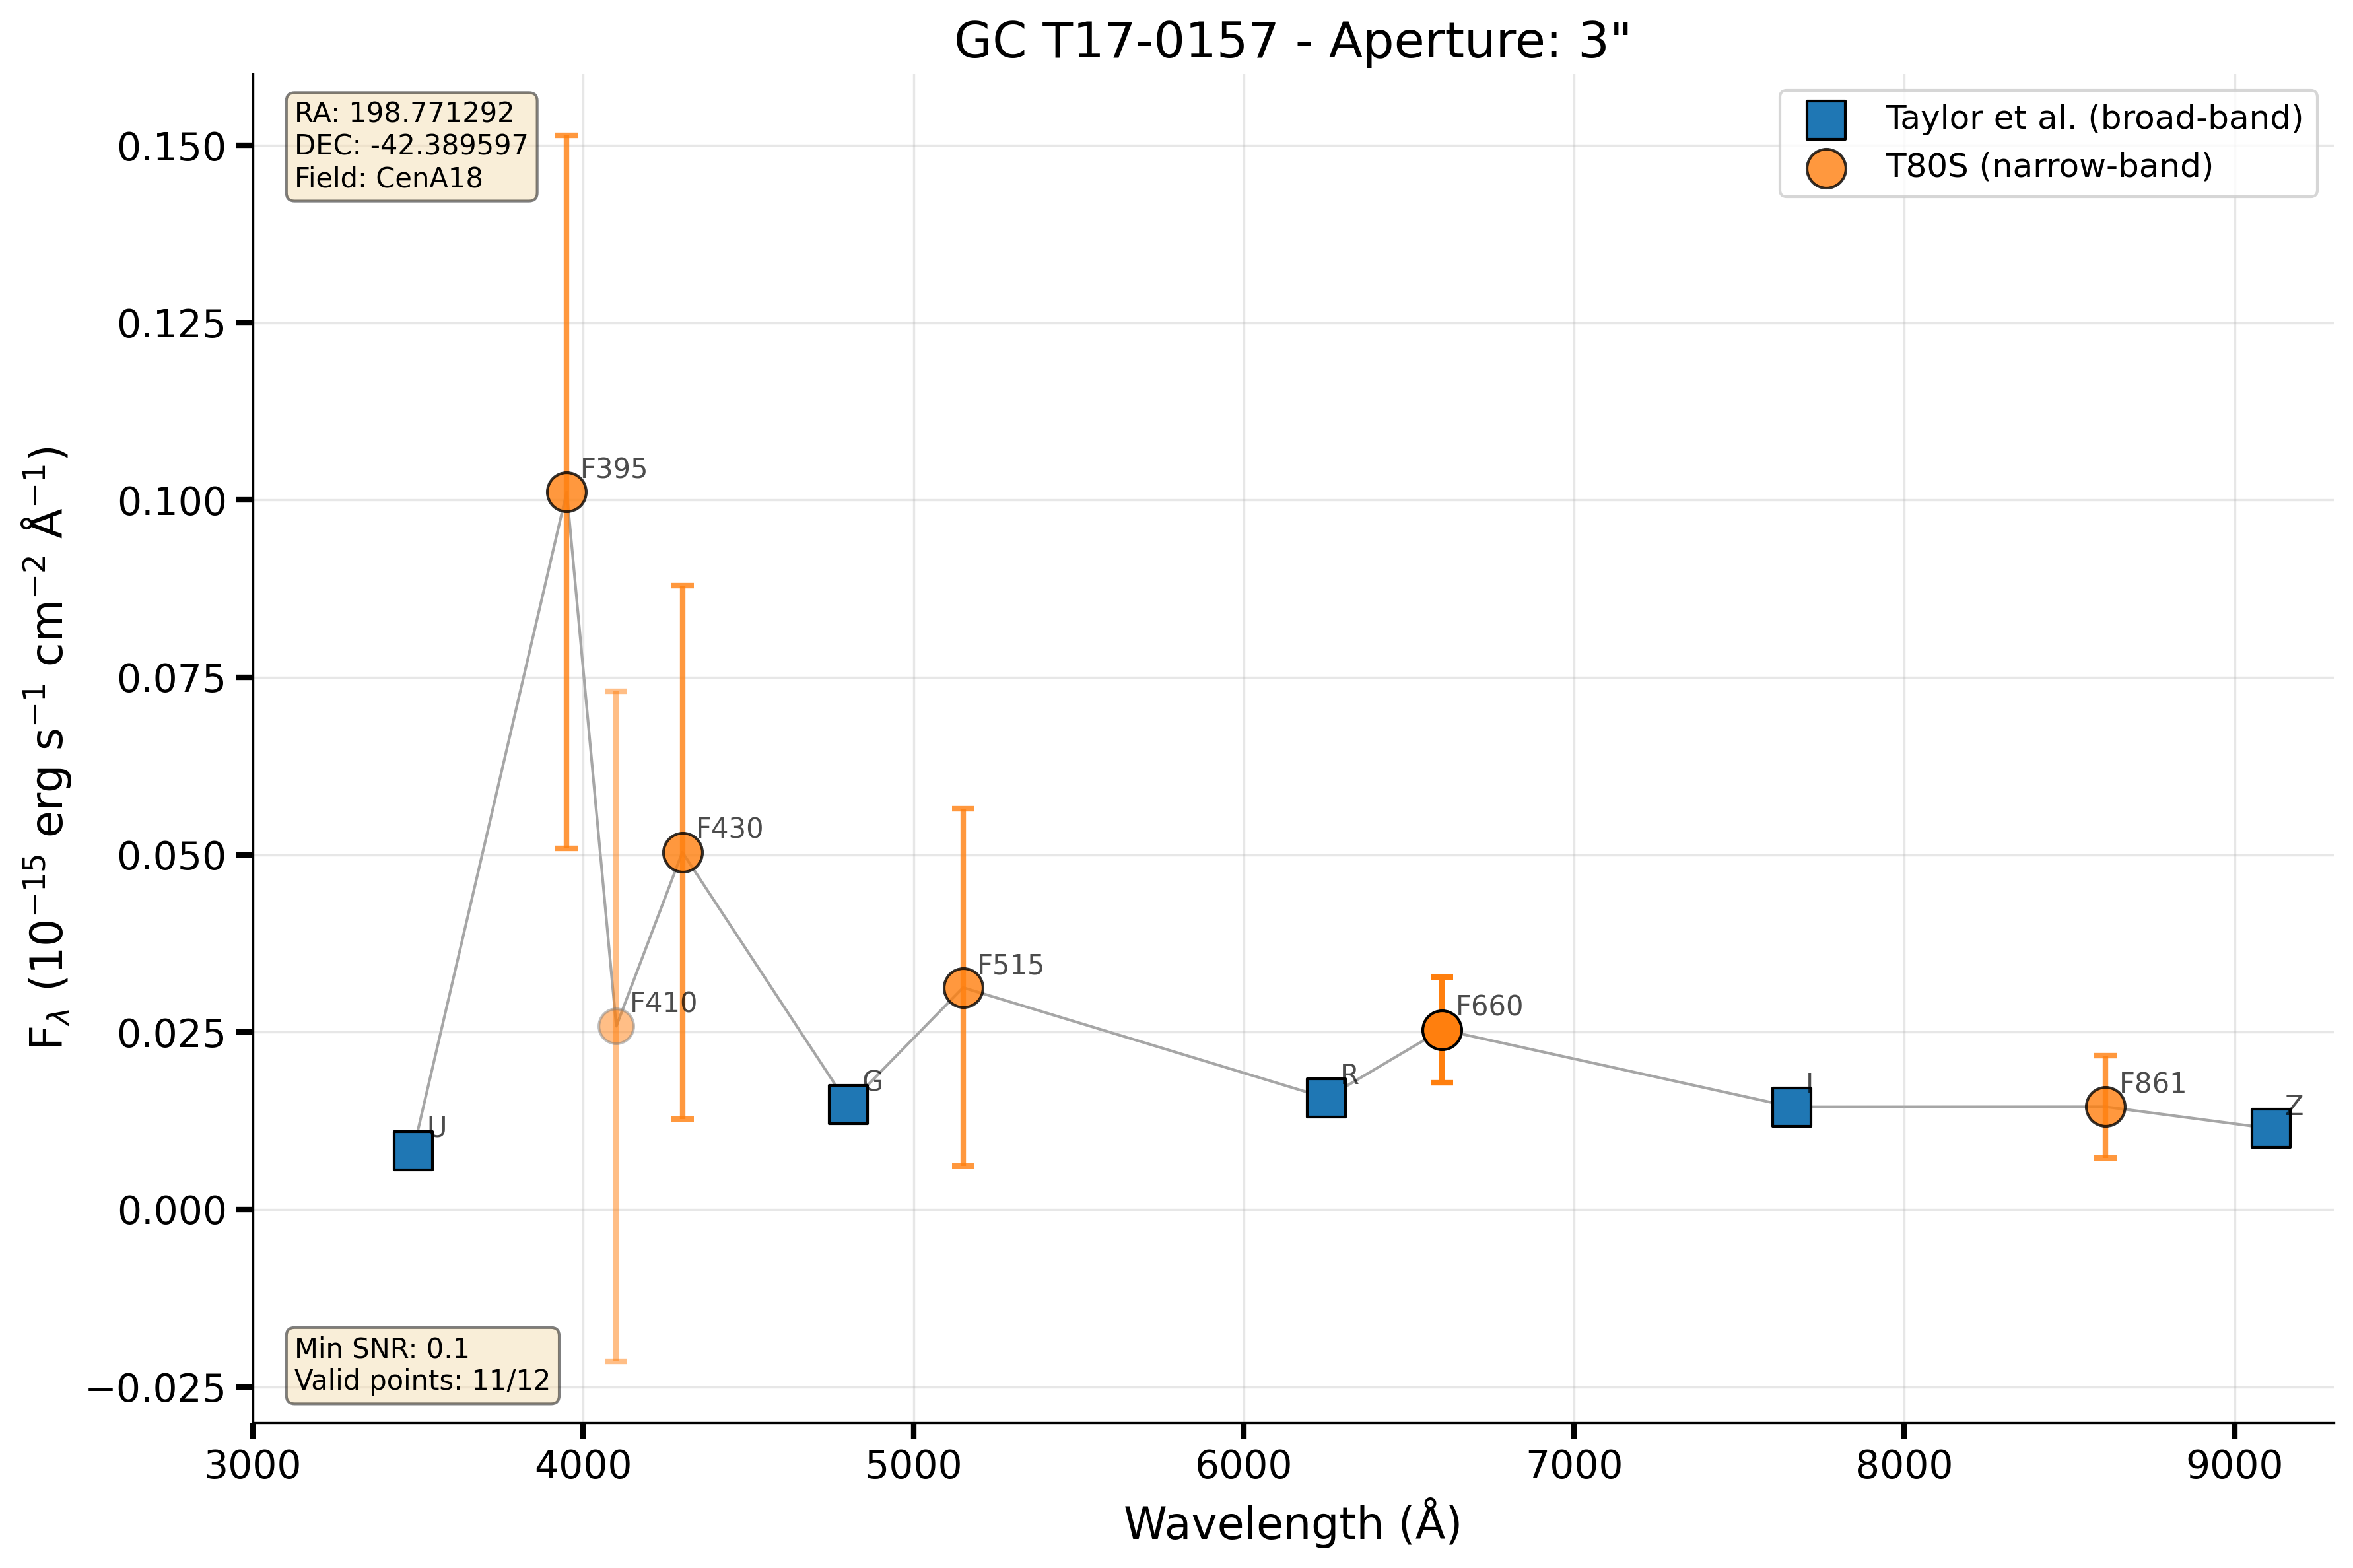 GC T17-0157 - Aperture: 3"
RA: 198.771292
DEC: -42.389597
Field: CenA18
Taylor et al. (broad-band)
T80S (narrow-band)
0.150
0.125
0.100
0.075
0.050
0.025
0.000
−0.025
F_λ (10⁻¹⁵ erg s⁻¹ cm⁻² Å⁻¹)
U
F395
F410
F430
G
F515
R
F660
I
F861
Z
Min SNR: 0.1
Valid points: 11/12
3000 4000 5000 6000 7000 8000 9000
Wavelength (Å)